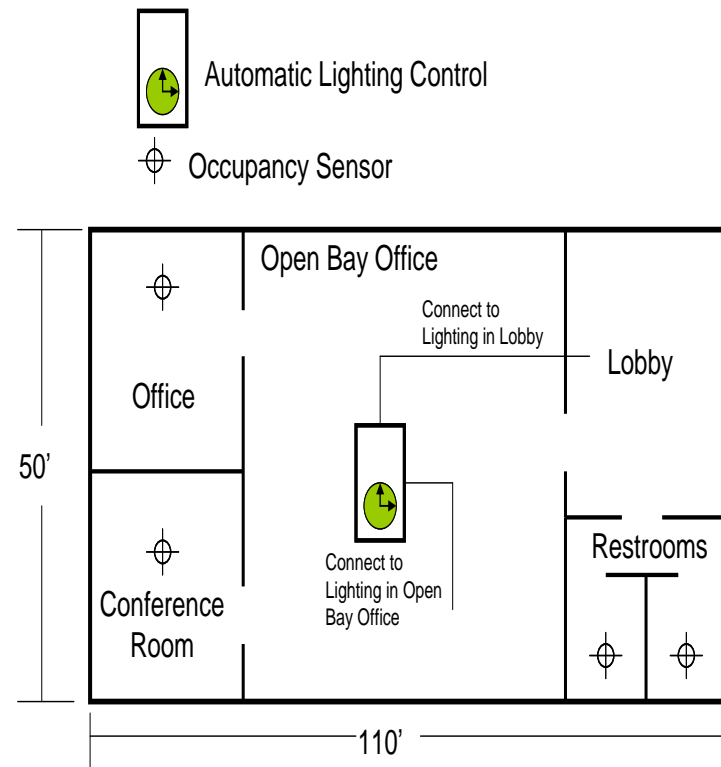 Automatic Lighting Control
Occupancy Sensor
Open Bay Office
Connect to
Lighting in Lobby
Lobby
Office
50’
Restrooms
Connect to
Lighting in Open
Bay Office
Conference
Room
110’